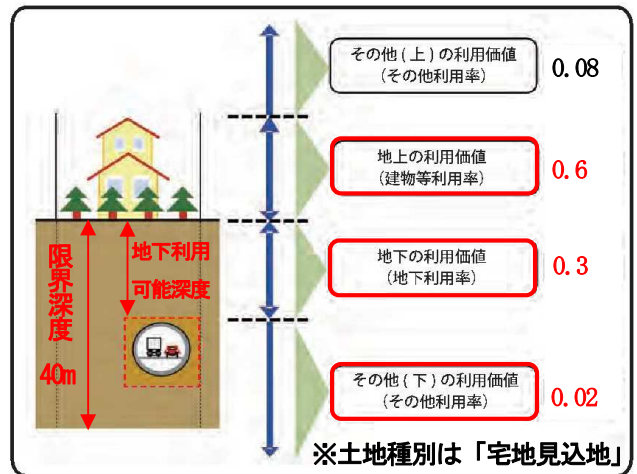 その他(上)の利用価値
(その他利用率)
0.08
地上の利用価値
(建物等利用率)
0.6
地下の利用価値
(地下利用率)
0.3
その他(下)の利用価値
(その他利用率)
0.02
限界深度
40m
地下利用
可能深度
※土地種別は「宅地見込地」